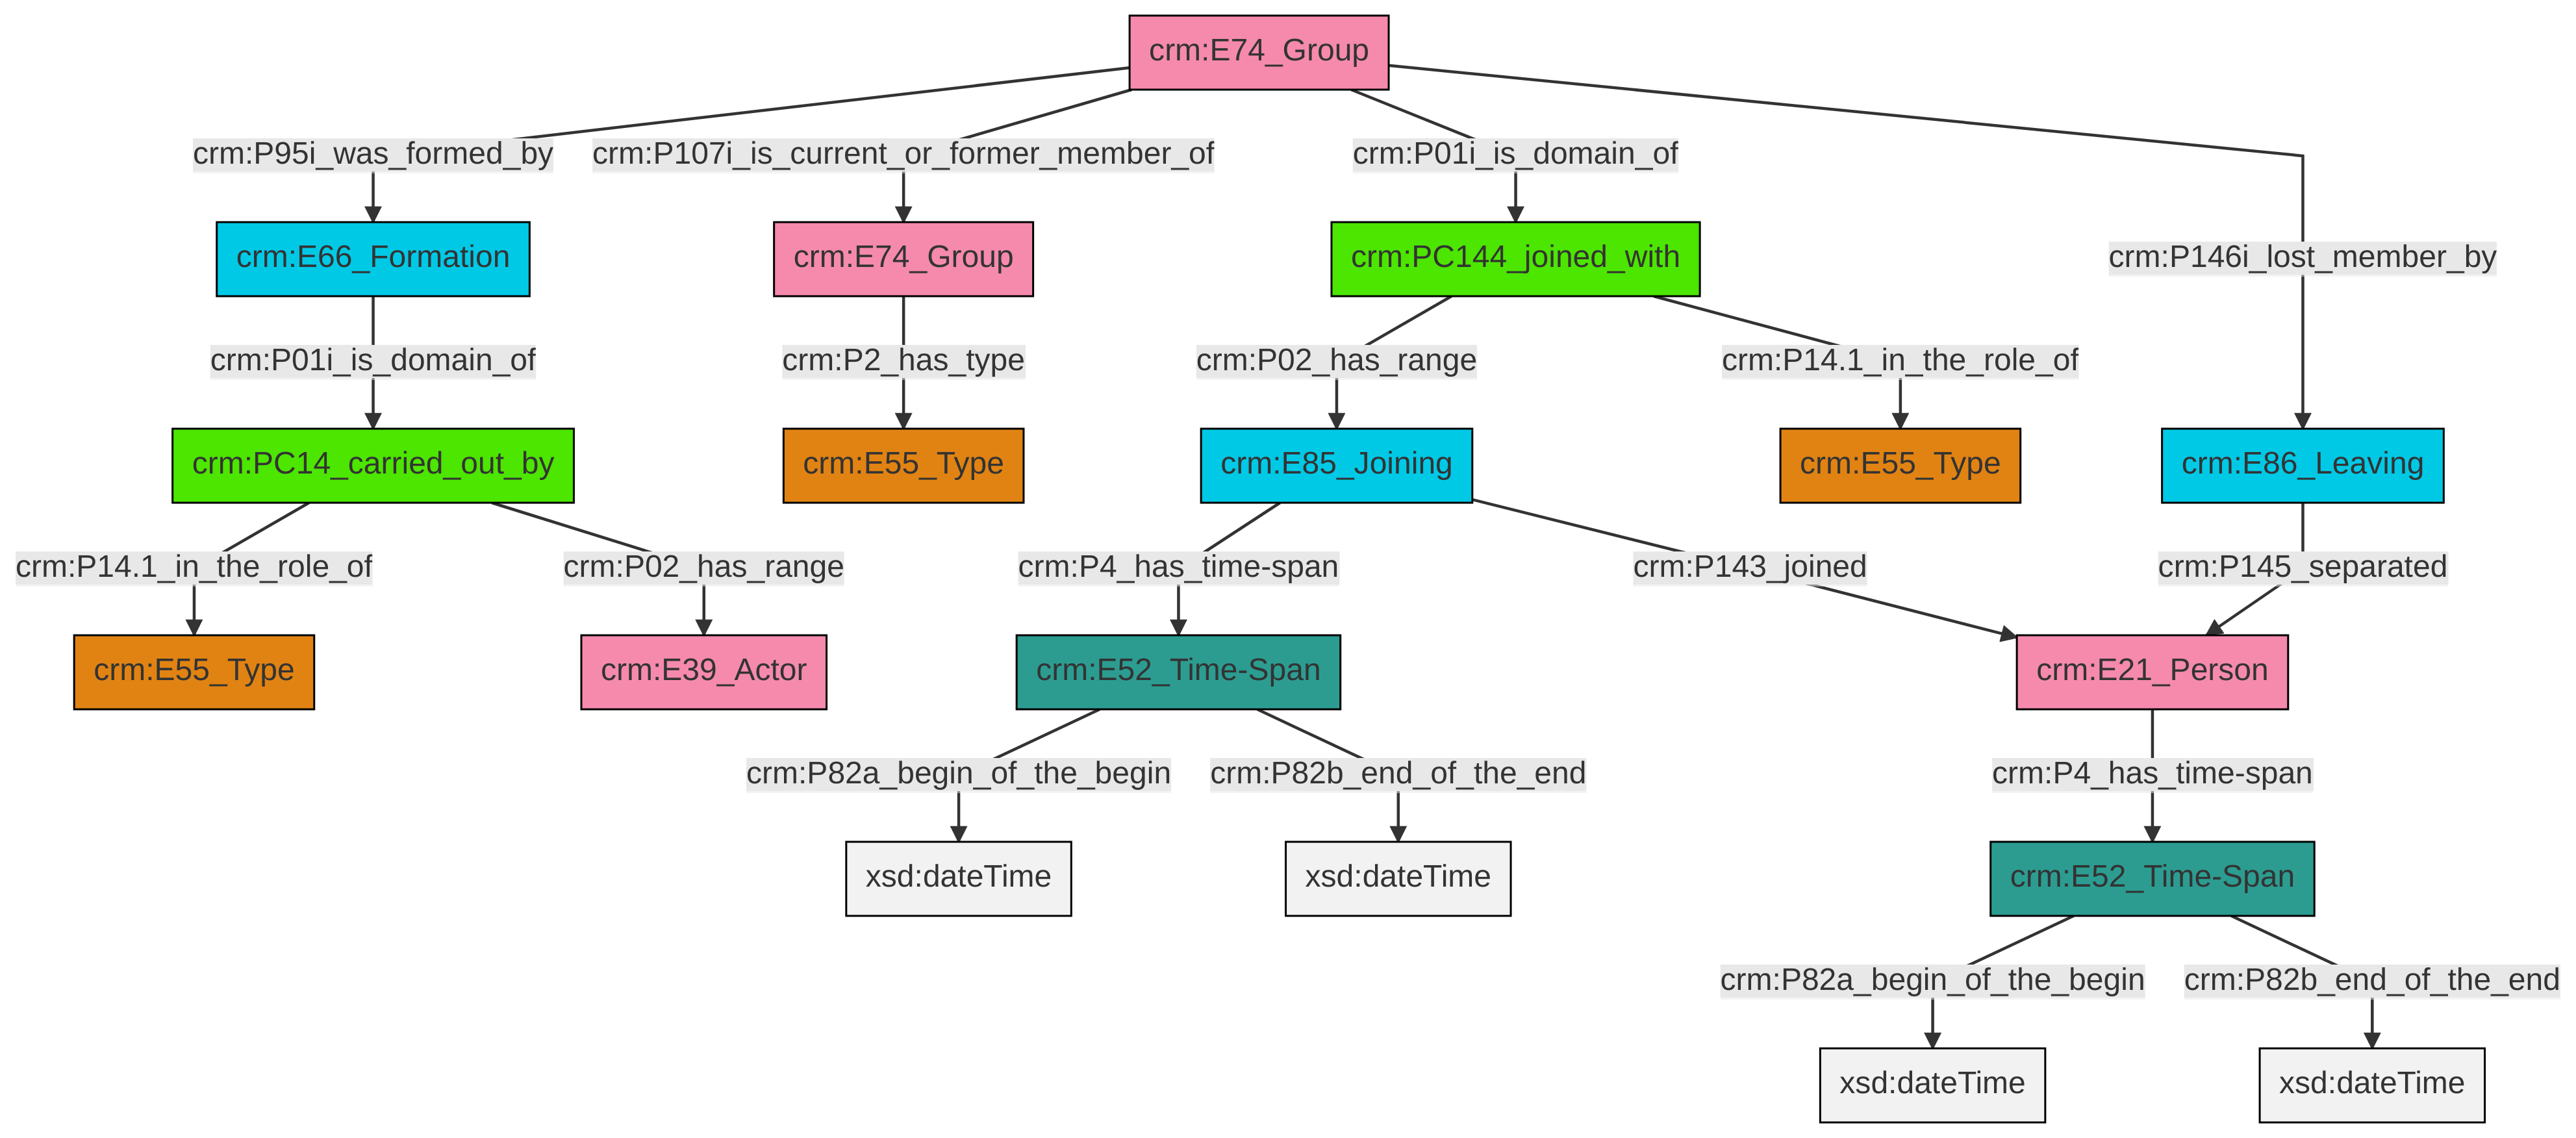 crm:E74_Group
crm:P95i_was_formed_by
crm:P107i_is_current_or_former_member_of
crm:P01i_is_domain_of
crm:E66_Formation
crm:E74_Group
crm:PC144_joined_with
crm:P146i_lost_member_by
crm:P01i_is_domain_of
crm:P2_has_type
crm:P02_has_range
crm:P14.1_in_the_role_of
crm:PC14_carried_out_by
crm:E55_Type
crm:E85_Joining
crm:E55_Type
crm:E86_Leaving
crm:P14.1_in_the_role_of
crm:P02_has_range
crm:P4_has_time-span
crm:P143_joined
crm:P145_separated
crm:E55_Type
crm:E39_Actor
crm:E52_Time-Span
crm:E21_Person
crm:P82a_begin_of_the_begin
crm:P82b_end_of_the_end
crm:P4_has_time-span
xsd:dateTime
xsd:dateTime
crm:E52_Time-Span
crm:P82a_begin_of_the_begin
crm:P82b_end_of_the_end
xsd:dateTime
xsd:dateTime